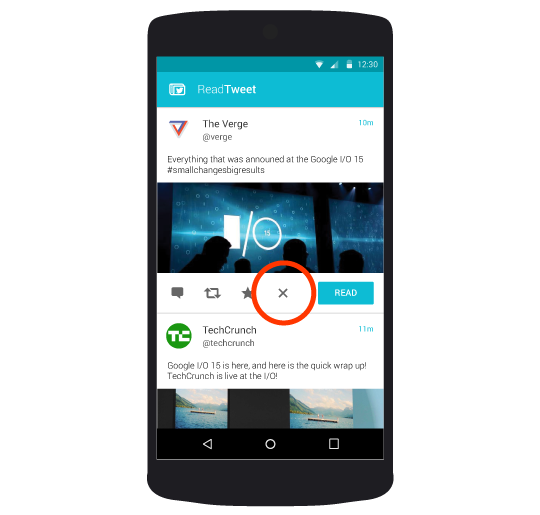 12:30
ReadTweet
The Verge 10m
@verge
Everything that was announed at the Google I/O 15
#smallchangesbigresults
I/O
15
READ
TechCrunch 11m
@techcrunch
Google I/O 15 is here, and here is the quick wrap up!
TechCrunch is live at the I/O!